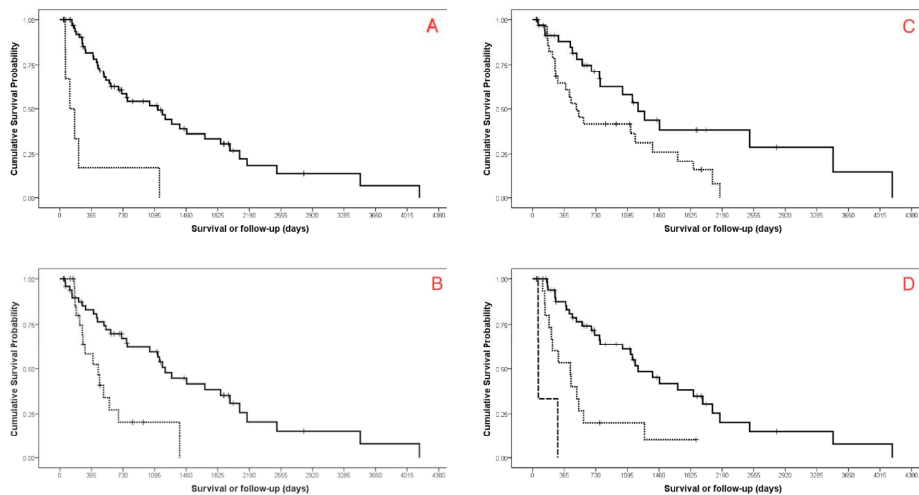 A
Cumulative Survival Probability
1.00
0.75
0.50
0.25
0.00
0 365 730 1095 1460 1825 2190 2555 2920 3285 3650 4015 4380
Survival or follow-up (days)
C
Cumulative Survival Probability
1.00
0.75
0.50
0.25
0.00
0 365 730 1095 1460 1825 2190 2555 2920 3285 3650 4015 4380
Survival or follow-up (days)
B
Cumulative Survival Probability
1.00
0.75
0.50
0.25
0.00
0 365 730 1095 1460 1825 2190 2555 2920 3285 3650 4015 4380
Survival or follow-up (days)
D
Cumulative Survival Probability
1.00
0.75
0.50
0.25
0.00
0 365 730 1095 1460 1825 2190 2555 2920 3285 3650 4015 4380
Survival or follow-up (days)